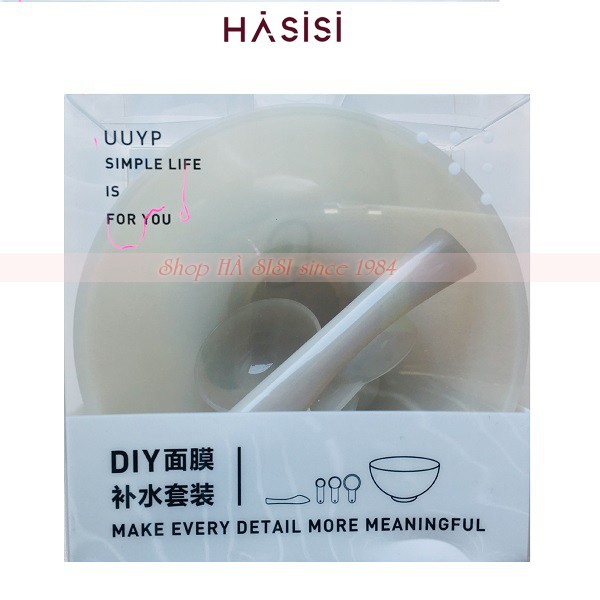 HASISI
UUYP
SIMPLE LIFE
IS
FOR YOU
Shop HÀ SISI since 1984
DIY面膜
补水套装
MAKE EVERY DETAIL MORE MEANINGFUL